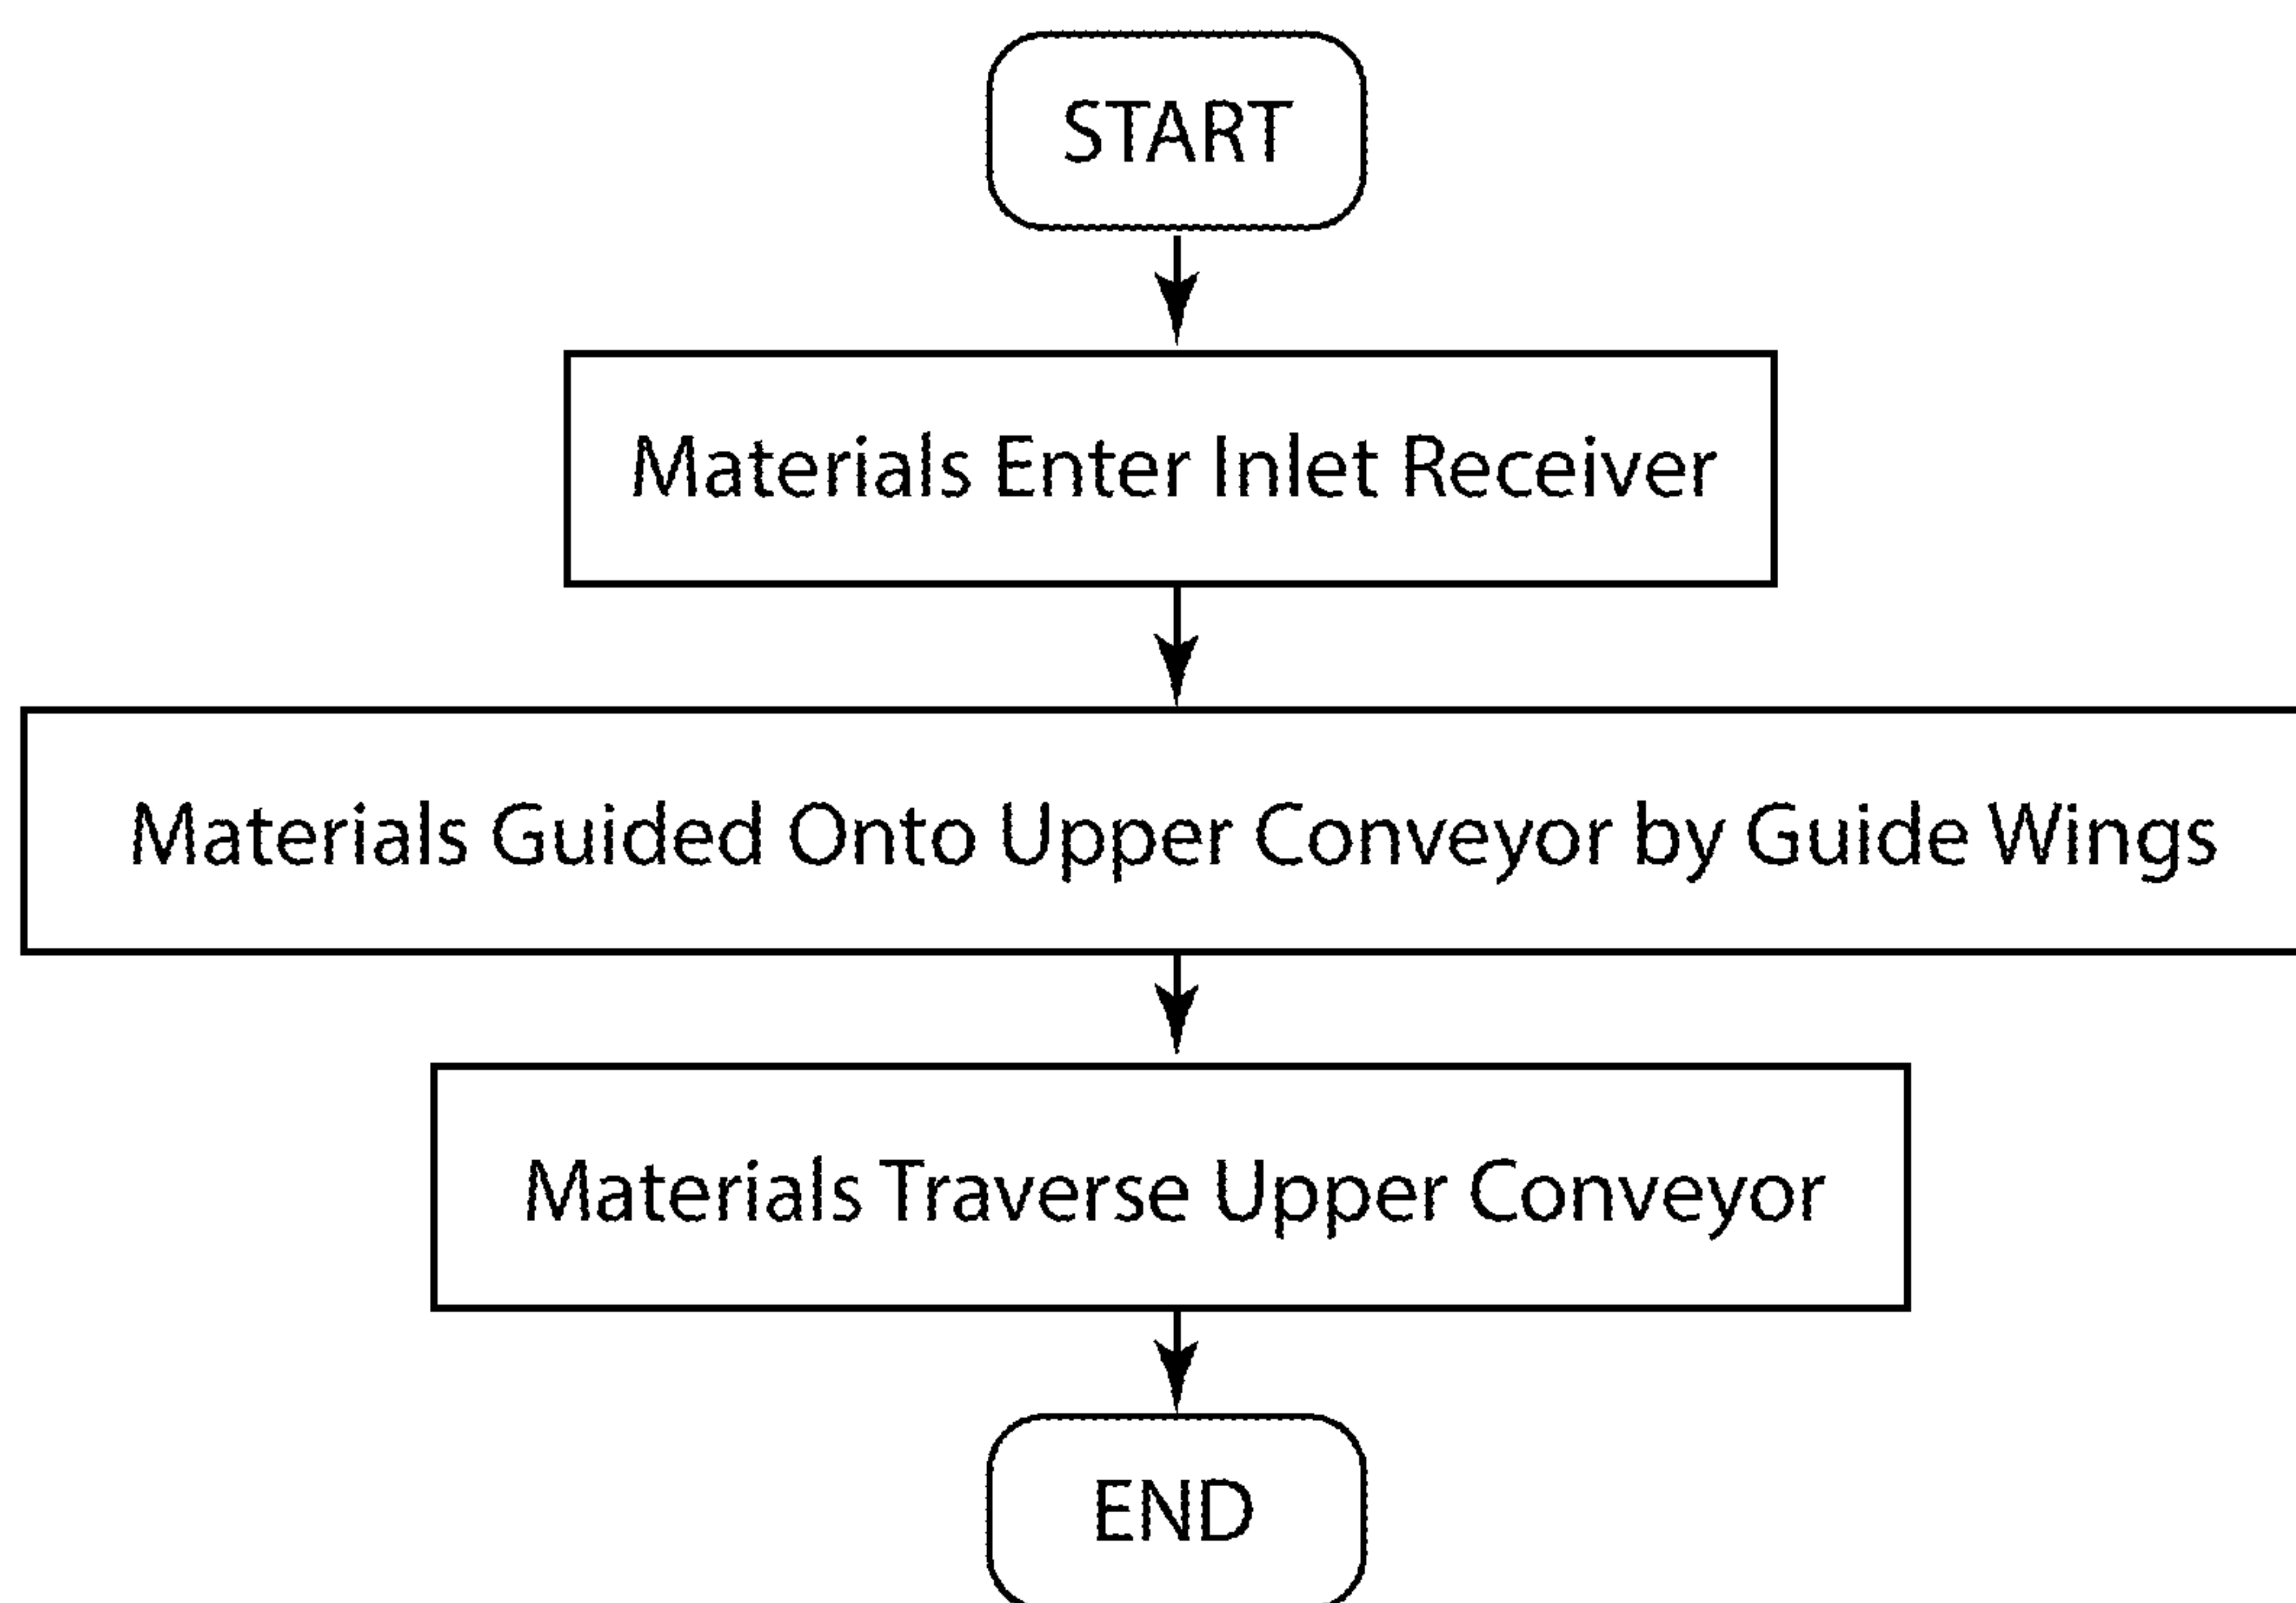 START
Materials Enter Inlet Receiver
Materials Guided Onto Upper Conveyor by Guide Wings
Materials Traverse Upper Conveyor
END